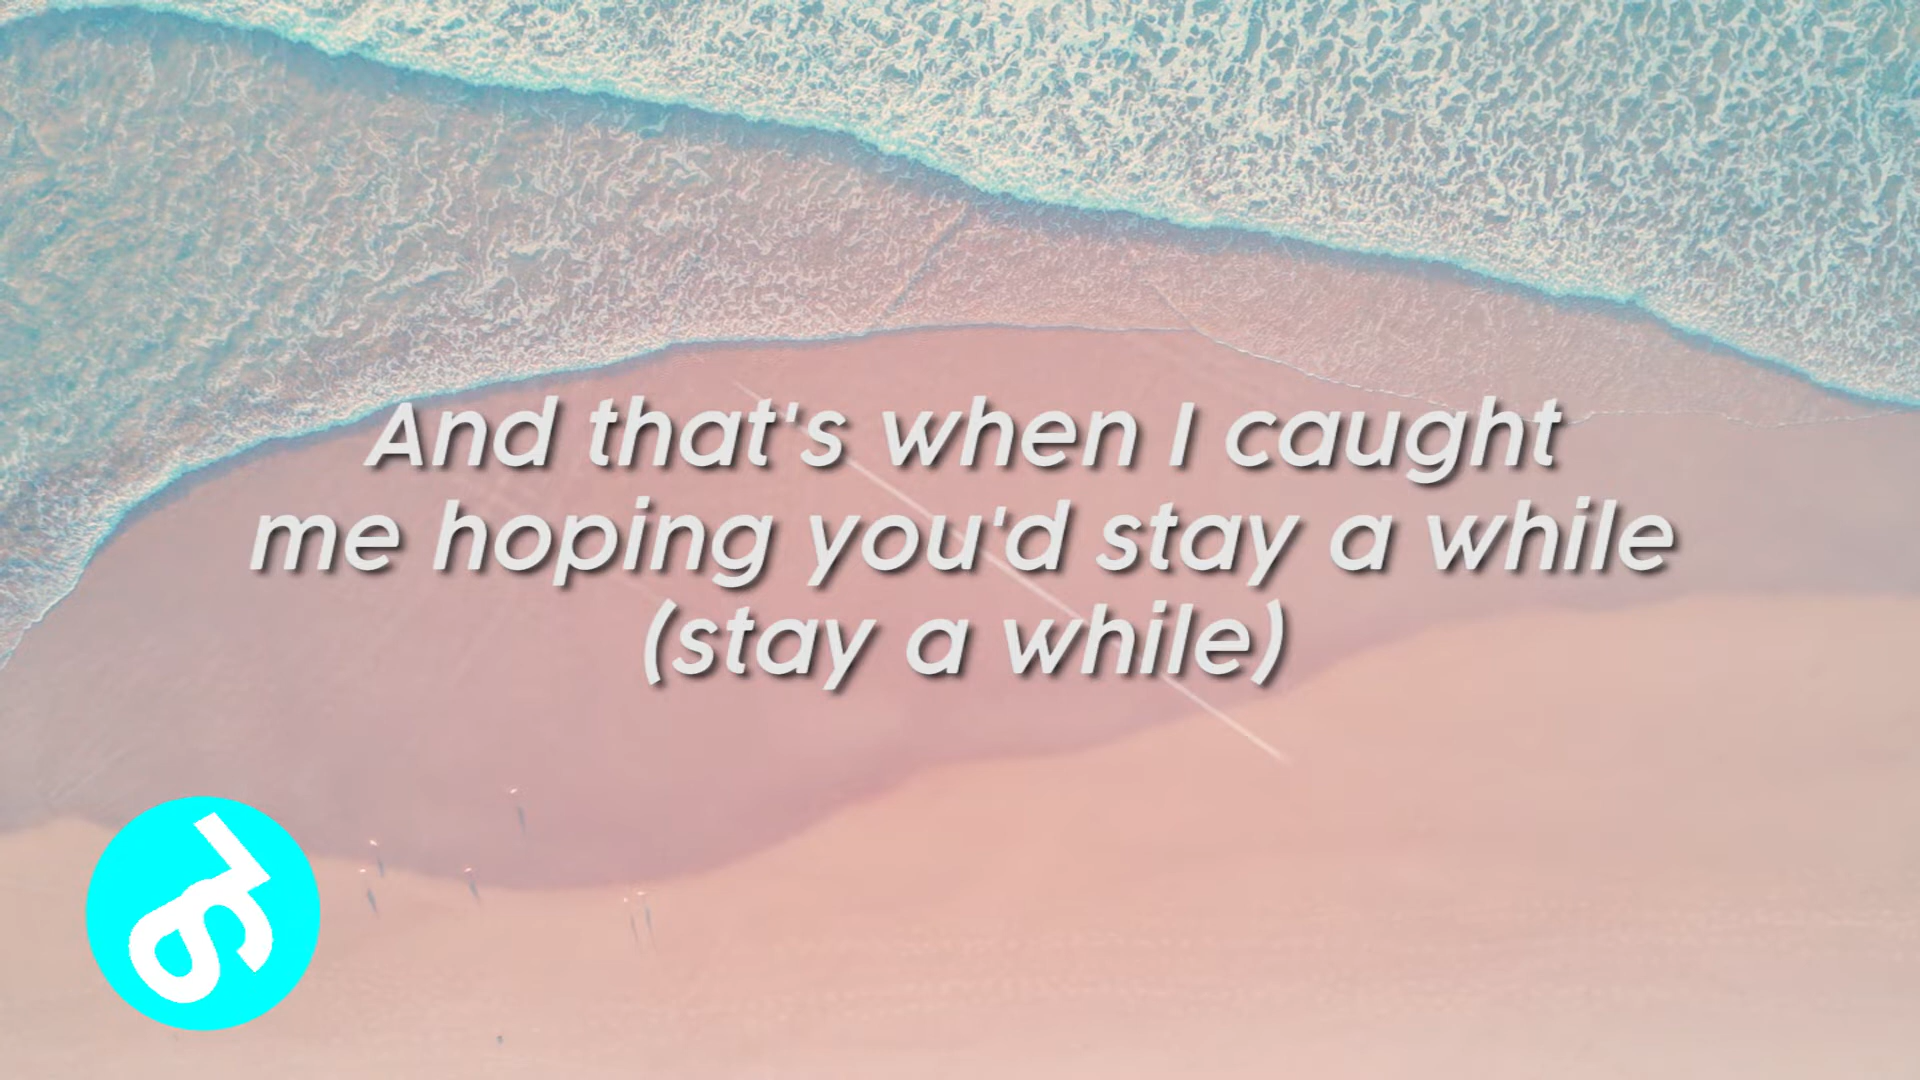 And that's when I caught
me hoping you'd stay a while
(stay a while)